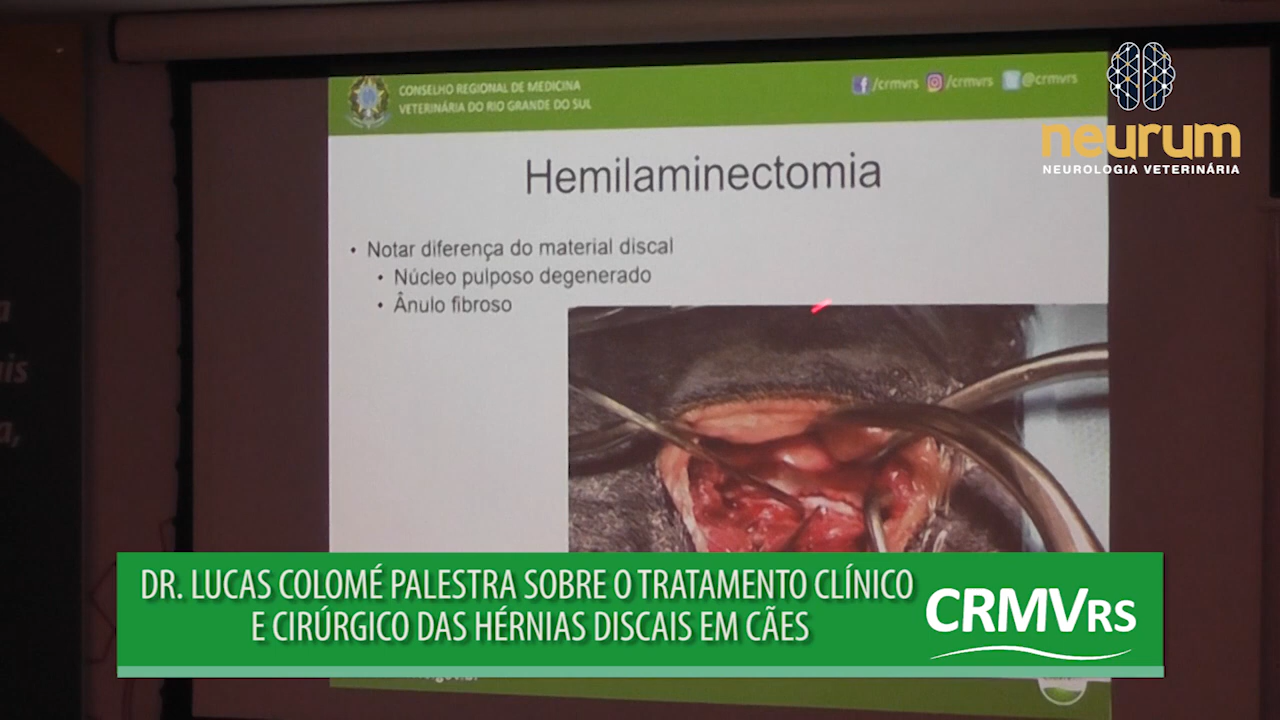 CONSELHO REGIONAL DE MEDICINA
VETERINÁRIA DO RIO GRANDE DO SUL
/crmvrs
/crmvrs
@crmvrs
neurum
NEUROLOGIA VETERINÁRIA
Hemilaminectomia
• Notar diferença do material discal
• Núcleo pulposo degenerado
• Ânulo fibroso
DR. LUCAS COLOMÉ PALESTRA SOBRE O TRATAMENTO CLÍNICO
E CIRÚRGICO DAS HÉRNIAS DISCAIS EM CÃES
CRMVRS